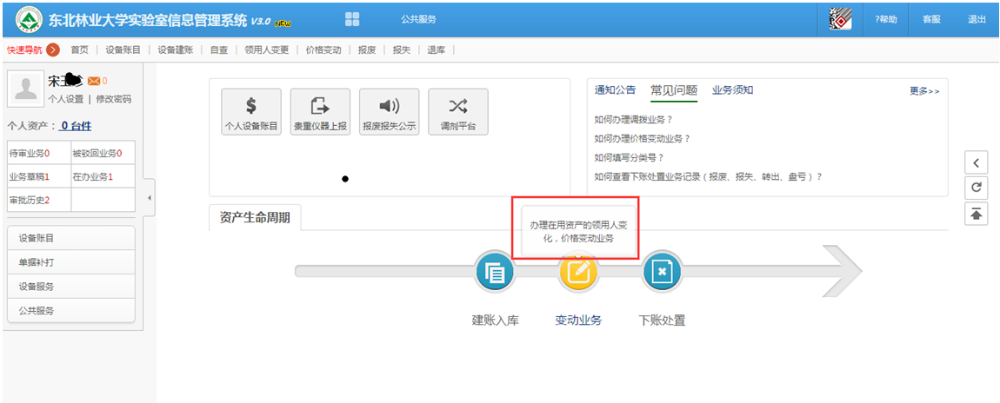 东北林业大学实验室信息管理系统 V3.0 NEW 公共服务 ?帮助 客服 退出
快速导航 首页 | 设备账目 | 设备建账 | 自查 | 领用人变更 | 价格变动 | 报废 | 报失 | 退库 |
0
个人设置 | 修改密码
个人资产： 0 台件
待审业务0 被驳回业务0
业务草稿1 在办业务1
审批历史2
设备账目
单据补打
设备服务
公共服务
个人设备账目 贵重仪器上报 报废报失公示 调剂平台
通知公告 常见问题 业务须知 更多>>
如何办理调拨业务？
如何办理价格变动业务？
如何填写分类号？
如何查看下账处置业务记录（报废、报失、转出、盘亏）？
资产生命周期
办理在用资产的领用人变
化，价格变动业务
建账入库 变动业务 下账处置